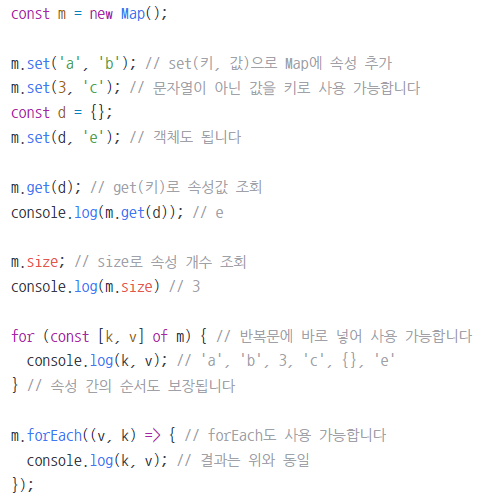 const m = new Map();
m.set('a', 'b'); // set(키, 값)으로 Map에 속성 추가
m.set(3, 'c'); // 문자열이 아닌 값을 키로 사용 가능합니다
const d = {};
m.set(d, 'e'); // 객체도 됩니다
m.get(d); // get(키)로 속성값 조회
console.log(m.get(d)); // e
m.size; // size로 속성 개수 조회
console.log(m.size) // 3
for (const [k, v] of m) { // 반복문에 바로 넣어 사용 가능합니다
  console.log(k, v); // 'a', 'b', 3, 'c', {}, 'e'
} // 속성 간의 순서도 보장됩니다
m.forEach((v, k) => { // forEach도 사용 가능합니다
  console.log(k, v); // 결과는 위와 동일
});